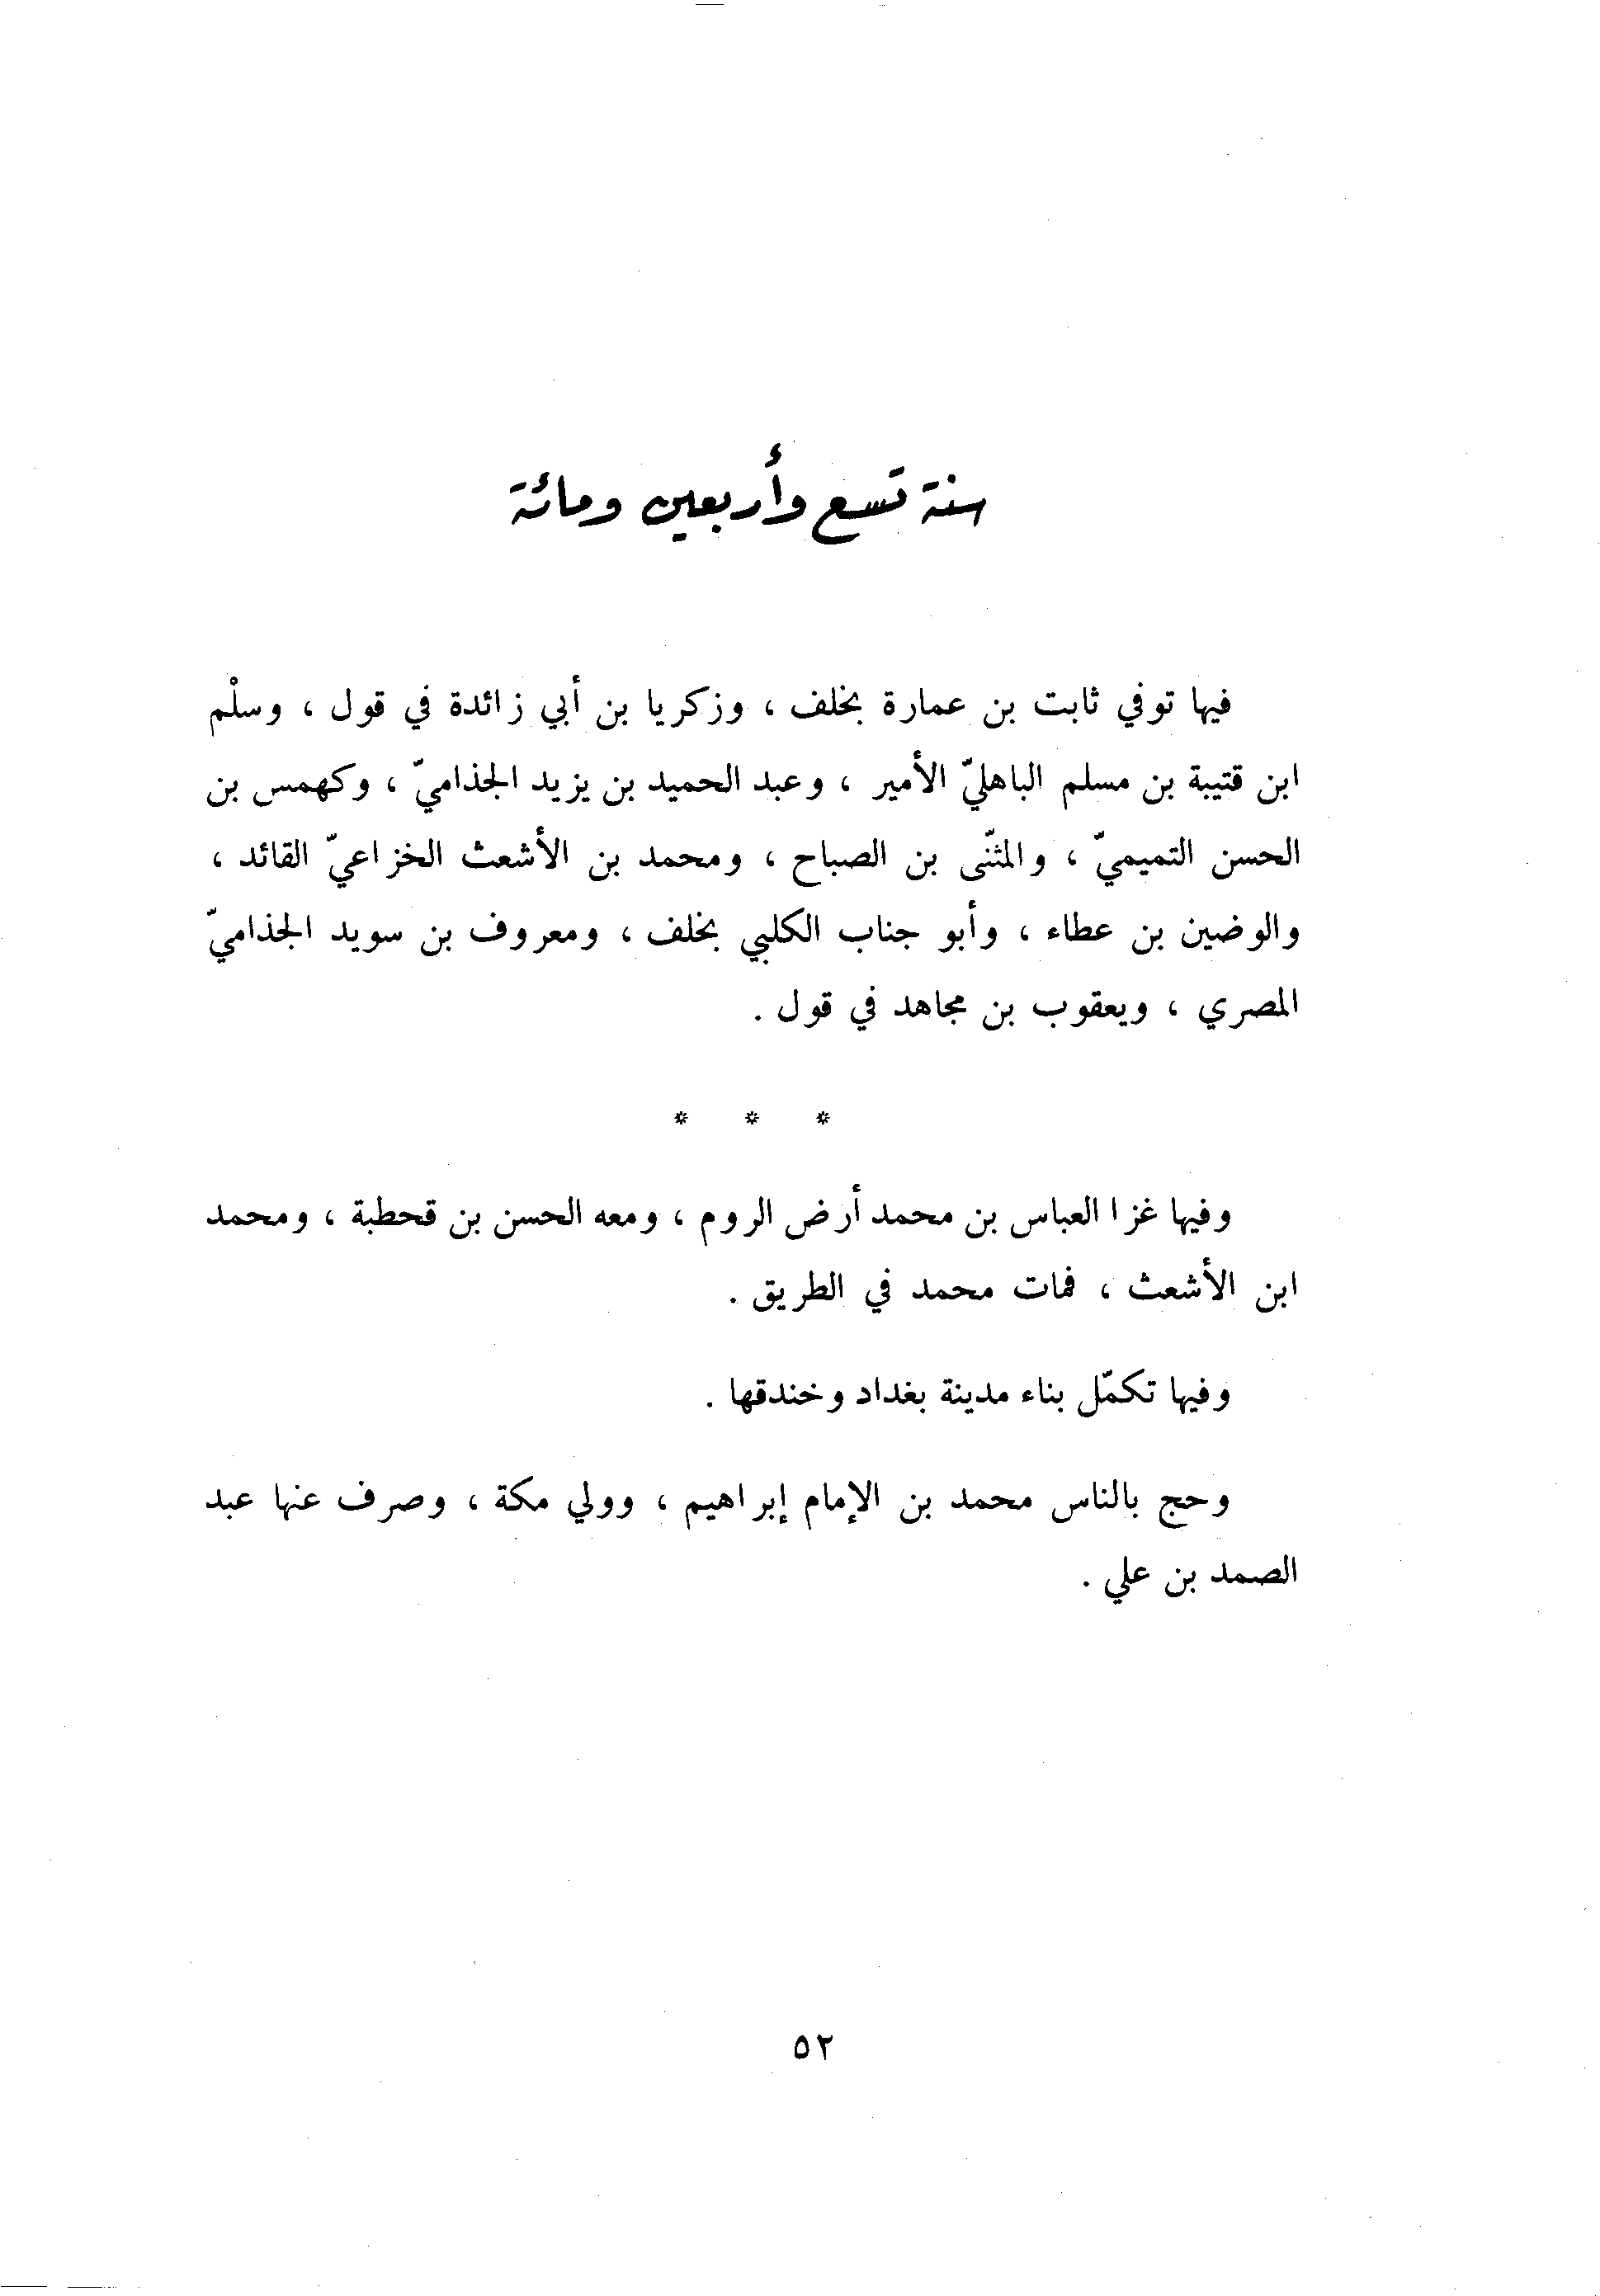 سنة تسع وأربعين ومائة
فيها توفي ثابت بن عمارة بخلف ، وزكريا بن أبي زائدة في قول ، وسلْم
ابن قتيبة بن مسلم الباهليّ الأمير ، وعبد الحميد بن يزيد الجذاميّ ، وكهمس بن
الحسن التميميّ ، والمثنّى بن الصباح ، ومحمد بن الأشعث الخزاعيّ القائد ،
والوضين بن عطاء ، وأبو جناب الكلبي بخلف ، ومعروف بن سويد الجذاميّ
المصري ، ويعقوب بن مجاهد في قول .
* * *
وفيها غزا العباس بن محمد أرض الروم ، ومعه الحسن بن قحطبة ، ومحمد
ابن الأشعث ، فمات محمد في الطريق .
وفيها تكمّل بناء مدينة بغداد وخندقها .
وحج بالناس محمد بن الإمام إبراهيم ، وولي مكة ، وصرف عنها عبد
الصمد بن علي .
٥٢